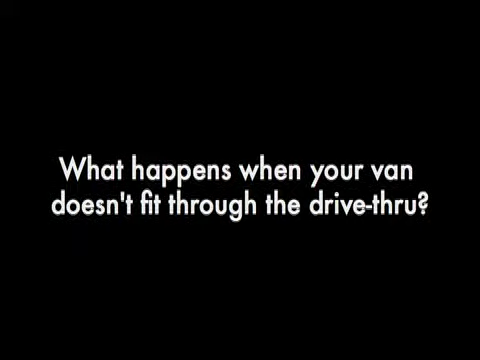 What happens when your van
doesn't fit through the drive-thru?